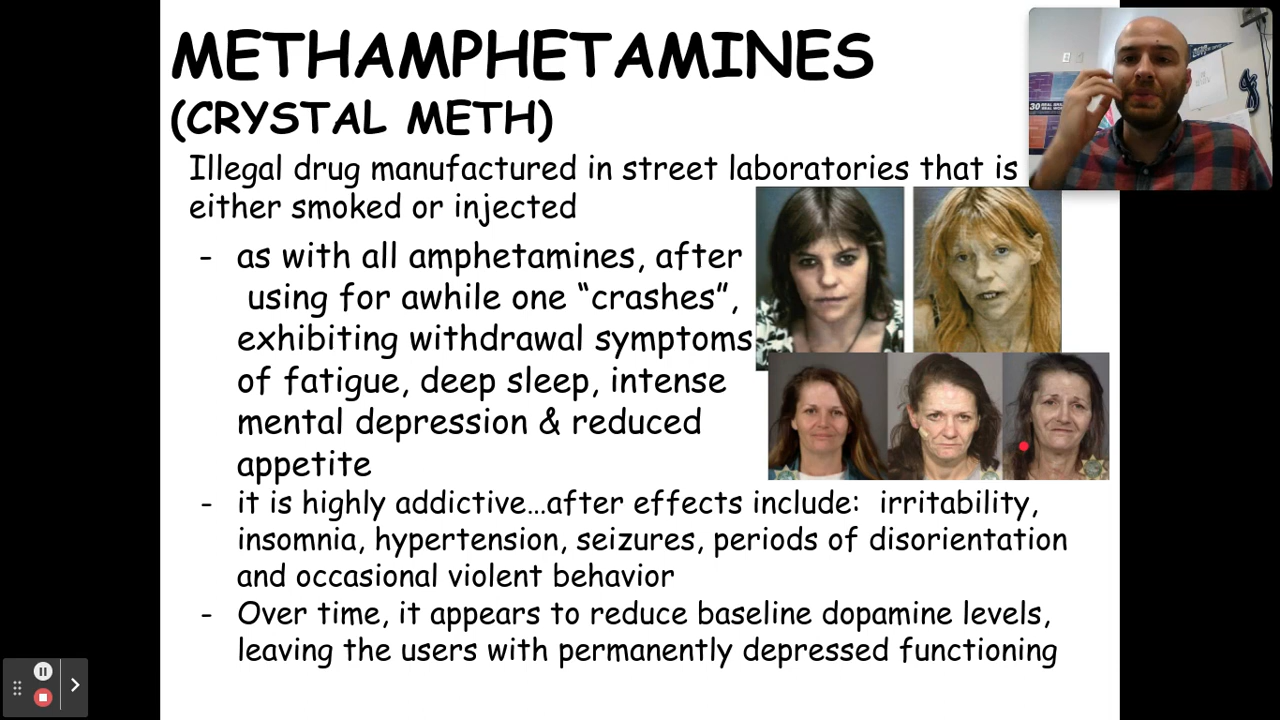 METHAMPHETAMINES
(CRYSTAL METH)
Illegal drug manufactured in street laboratories that is
either smoked or injected
- as with all amphetamines, after
using for awhile one “crashes”,
exhibiting withdrawal symptoms
of fatigue, deep sleep, intense
mental depression & reduced
appetite
- it is highly addictive…after effects include: irritability,
insomnia, hypertension, seizures, periods of disorientation
and occasional violent behavior
- Over time, it appears to reduce baseline dopamine levels,
leaving the users with permanently depressed functioning
30